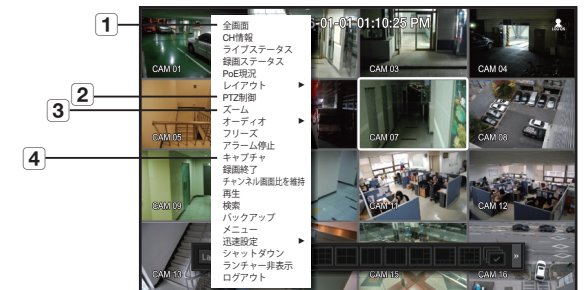 1
2
3
4
全画面
CH情報
ライブステータス
録画ステータス
PoE現況
レイアウト
PTZ制御
ズーム
オーディオ
フリーズ
アラーム停止
キャプチャ
録画終了
チャンネル画面比を維持
再生
検索
バックアップ
メニュー
迅速設定
シャットダウン
ランチャー非表示
ログアウト
-01-01 01:10:25 PM
LOG ON
CAM 01
CAM 03
CAM 04
CAM 05
CAM 07
CAM 08
CAM 09
CAM 11
CAM 12
CAM 13
CAM 15
CAM 16